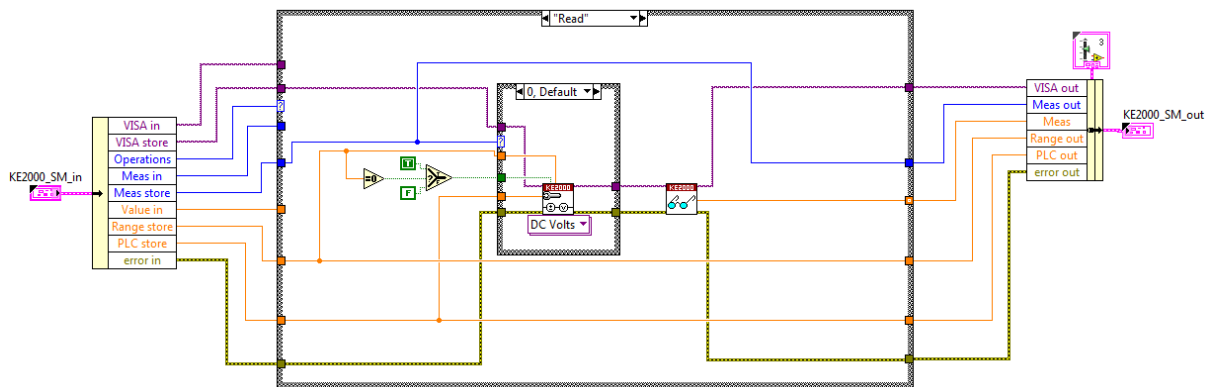 "Read"
3
0, Default
KE2000_SM_in
VISA in
VISA store
Operations
Meas in
Meas store
Value in
Range store
PLC store
error in
?
?
=0
T
F
?
T
F
KE2000
DC Volts
KE2000
VISA out
Meas out
Meas
Range out
PLC out
error out
KE2000_SM_out